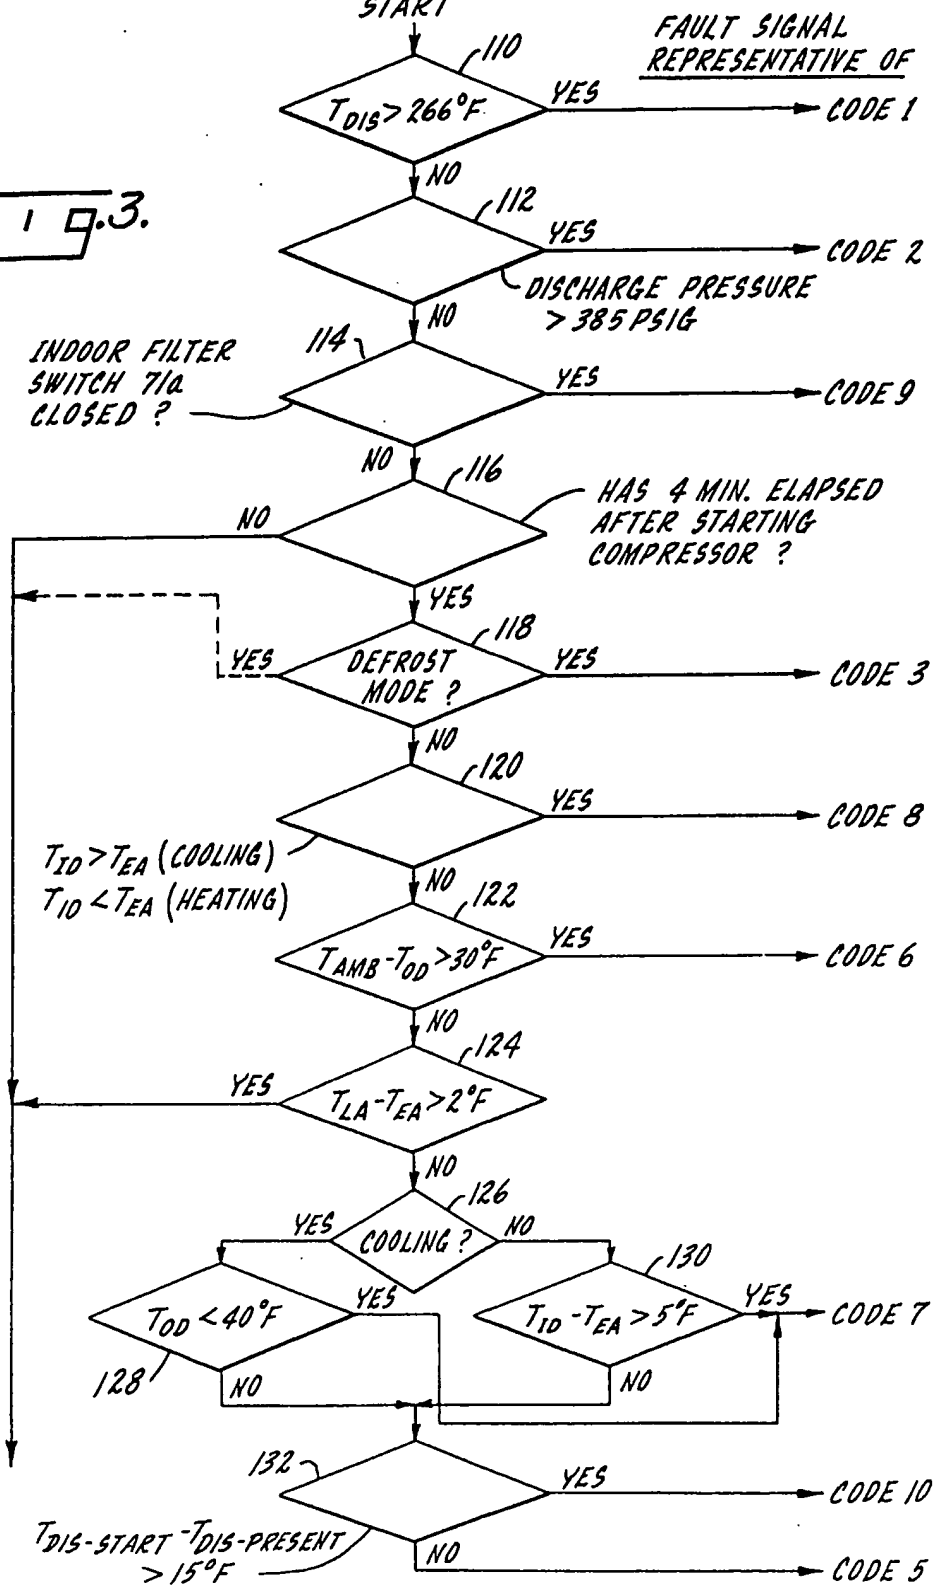 START
FAULT SIGNAL
REPRESENTATIVE OF
110
T_DIS > 266°F
YES
CODE 1
NO
Fig.3.
112
YES
CODE 2
DISCHARGE PRESSURE
> 385 PSIG
NO
114
INDOOR FILTER
SWITCH 71a
CLOSED ?
YES
CODE 9
NO
116
HAS 4 MIN. ELAPSED
AFTER STARTING
COMPRESSOR ?
NO
YES
118
DEFROST
MODE ?
YES
YES
CODE 3
NO
120
YES
CODE 8
T_ID > T_EA (COOLING)
T_ID < T_EA (HEATING)
NO
122
T_AMB - T_OD > 30°F
YES
CODE 6
NO
124
YES
T_LA - T_EA > 2°F
NO
126
YES
COOLING ?
NO
128
T_OD < 40°F
YES
NO
130
T_ID - T_EA > 5°F
YES
CODE 7
NO
132
YES
CODE 10
T_DIS-START - T_DIS-PRESENT
> 15°F
NO
CODE 5